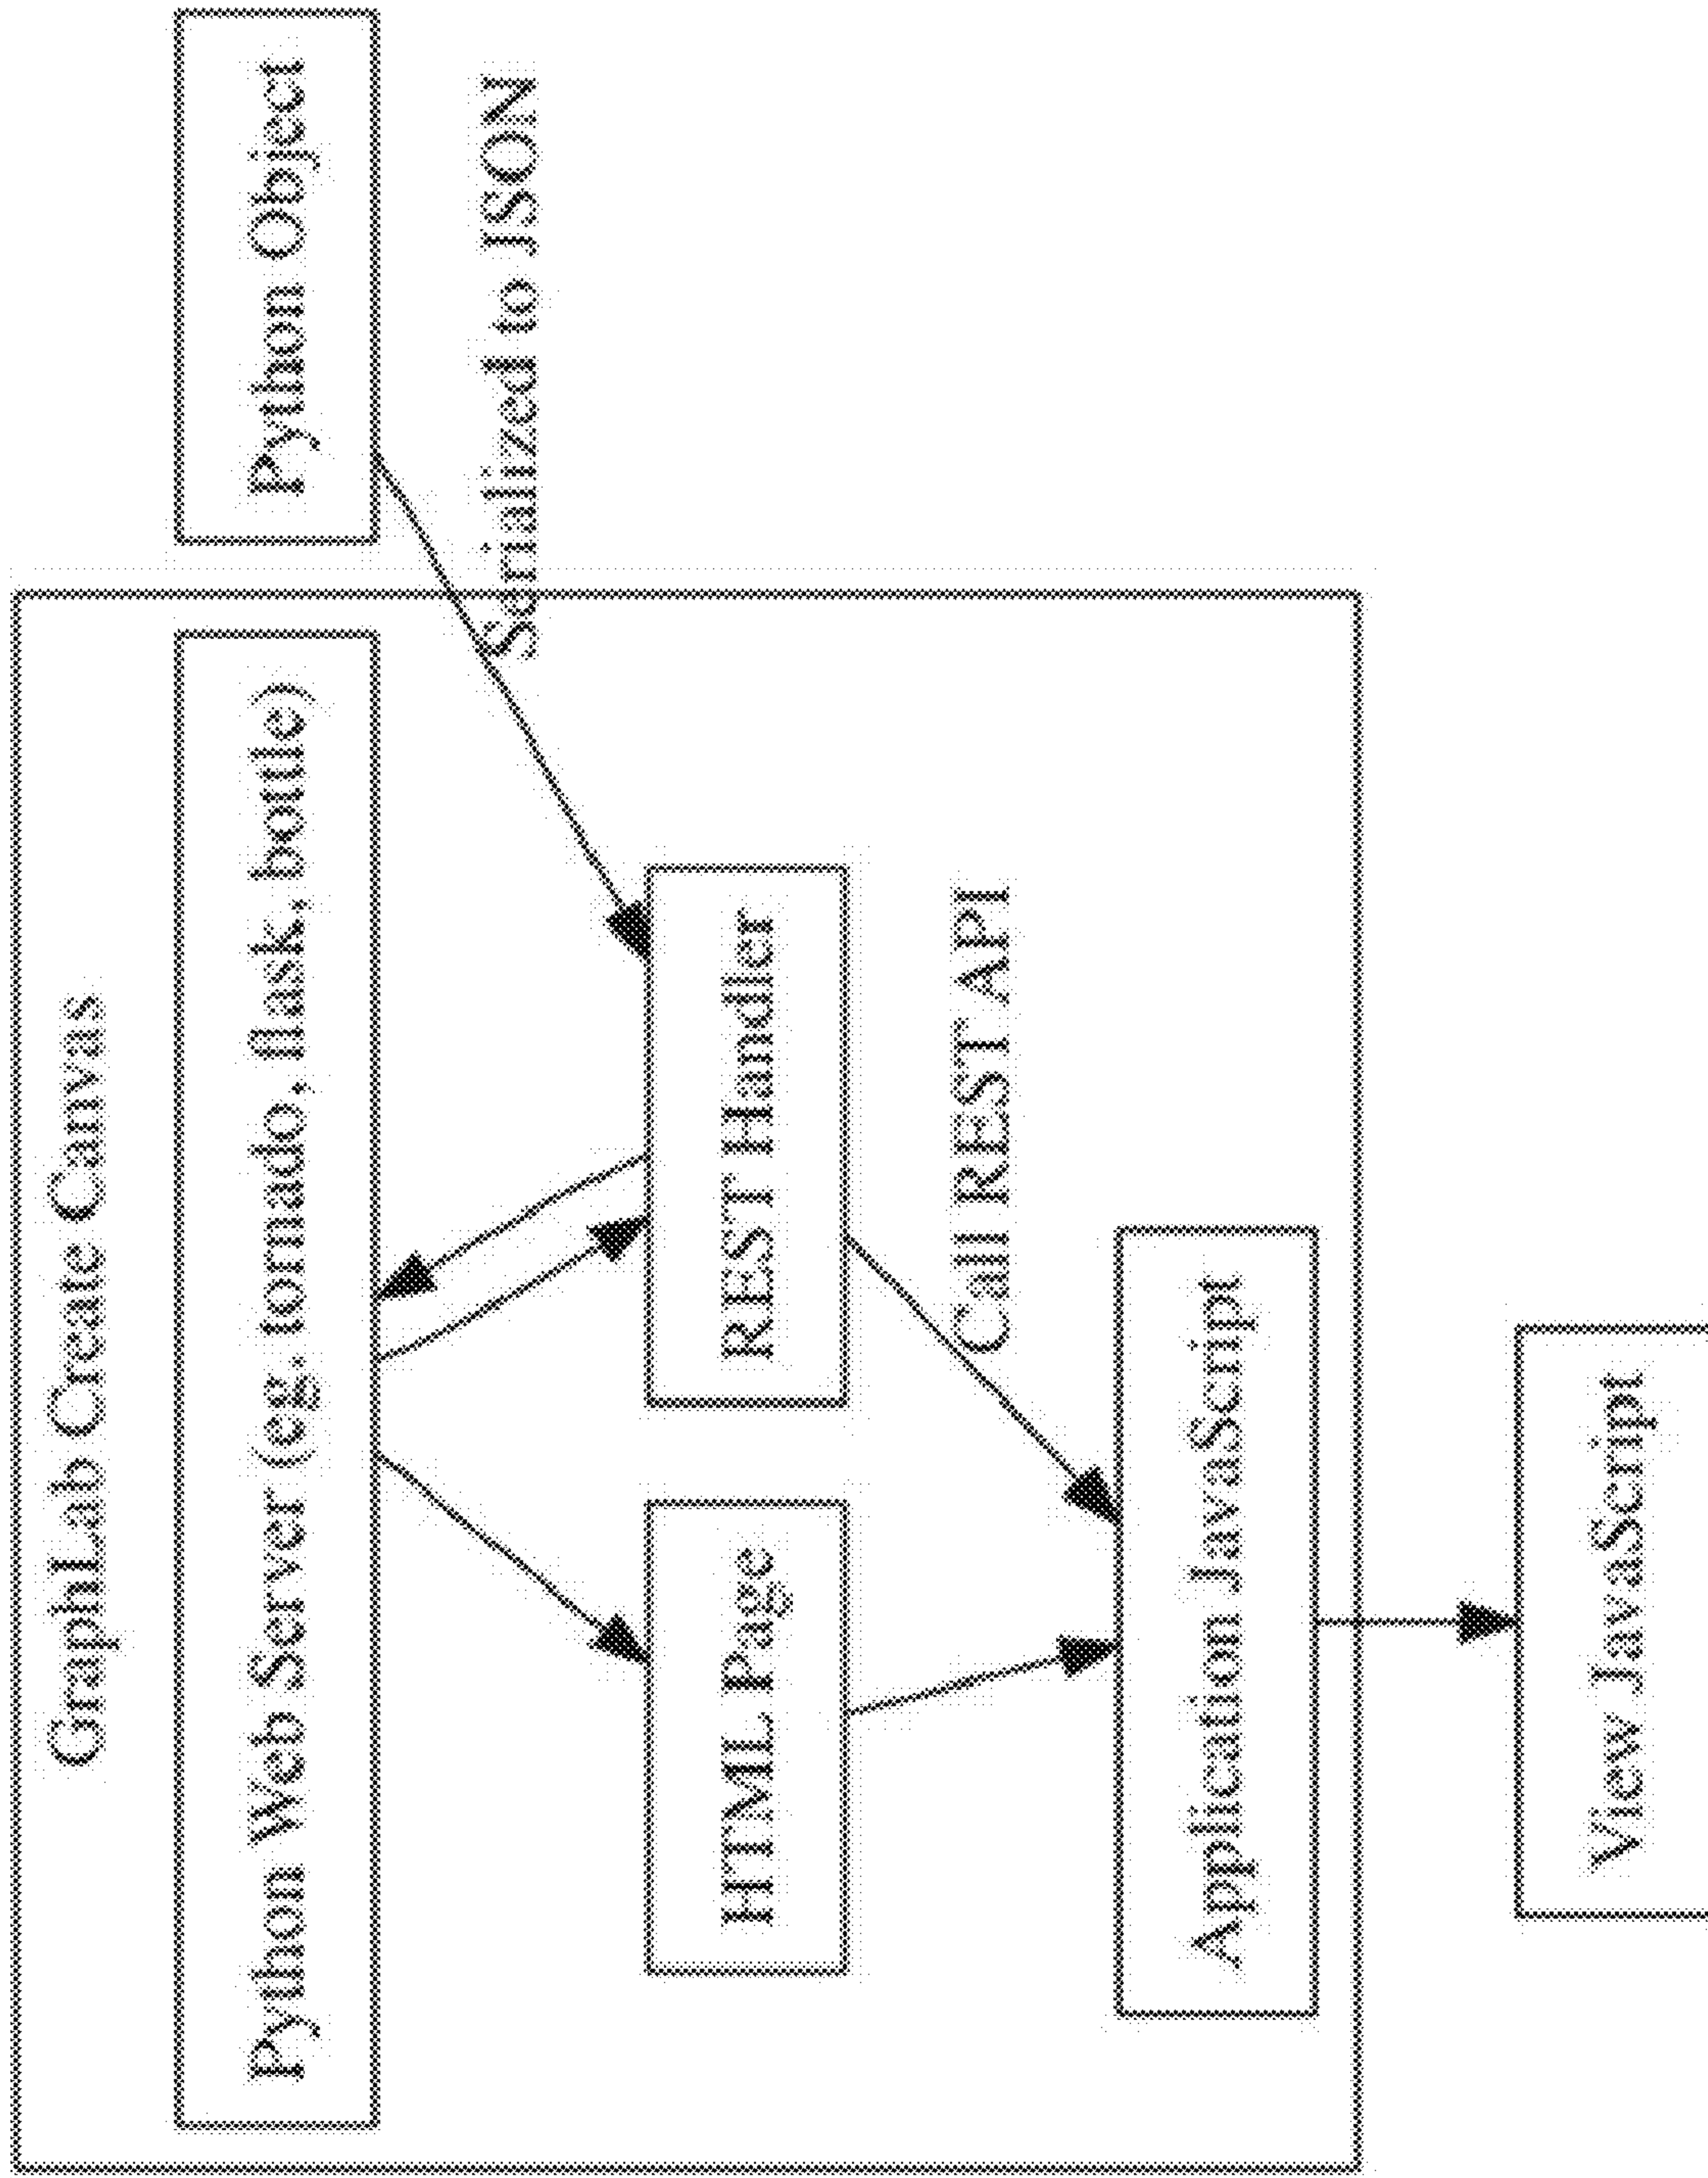 GraphLab Create Canvas
Python Web Server (eg. tornado, flask, bottle)
Python Object
Serialized to JSON
HTML Page
REST Handler
Call REST API
Application JavaScript
View JavaScript